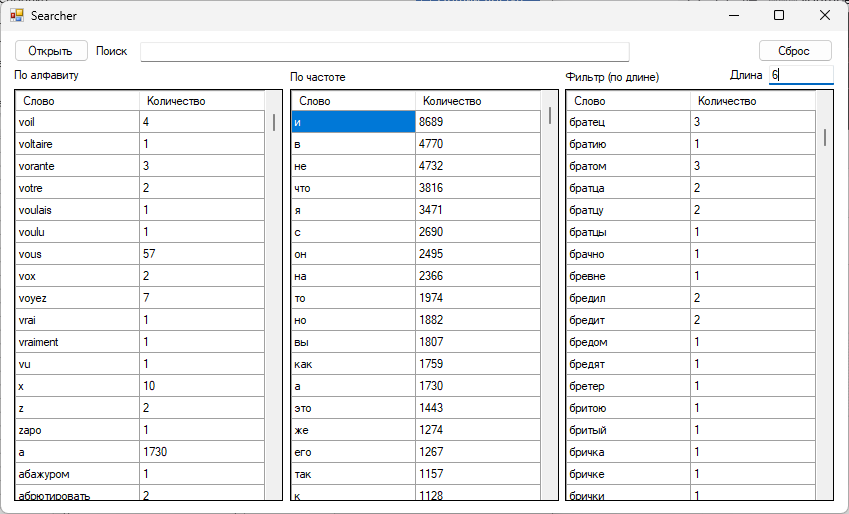 Searcher
Открыть Поиск Сброс
По алфавиту По частоте Фильтр (по длине) Длина 6
Слово Количество Слово Количество Слово Количество
voil 4 и 8689 братец 3
voltaire 1 в 4770 братию 1
vorante 3 не 4732 братом 3
votre 2 что 3816 братца 2
voulais 1 я 3471 братцу 2
voulu 1 с 2690 братцы 1
vous 57 он 2495 брачно 1
vox 2 на 2366 бревне 1
voyez 7 то 1974 бредил 2
vrai 1 но 1882 бредит 2
vraiment 1 вы 1807 бредом 1
vu 1 как 1759 бредят 1
x 10 а 1730 бретер 1
z 2 это 1443 бритою 1
zapo 1 же 1274 бритый 1
а 1730 его 1267 бричка 1
абажуром 1 так 1157 бричке 1
абрютировать 2 к 1128 брички 1